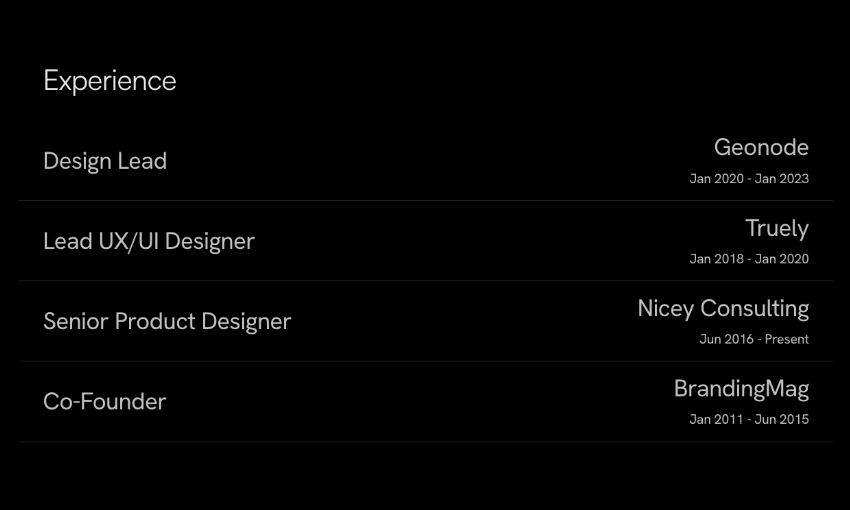 Experience
Design Lead
Geonode
Jan 2020 - Jan 2023
Lead UX/UI Designer
Truely
Jan 2018 - Jan 2020
Senior Product Designer
Nicey Consulting
Jun 2016 - Present
Co-Founder
BrandingMag
Jan 2011 - Jun 2015